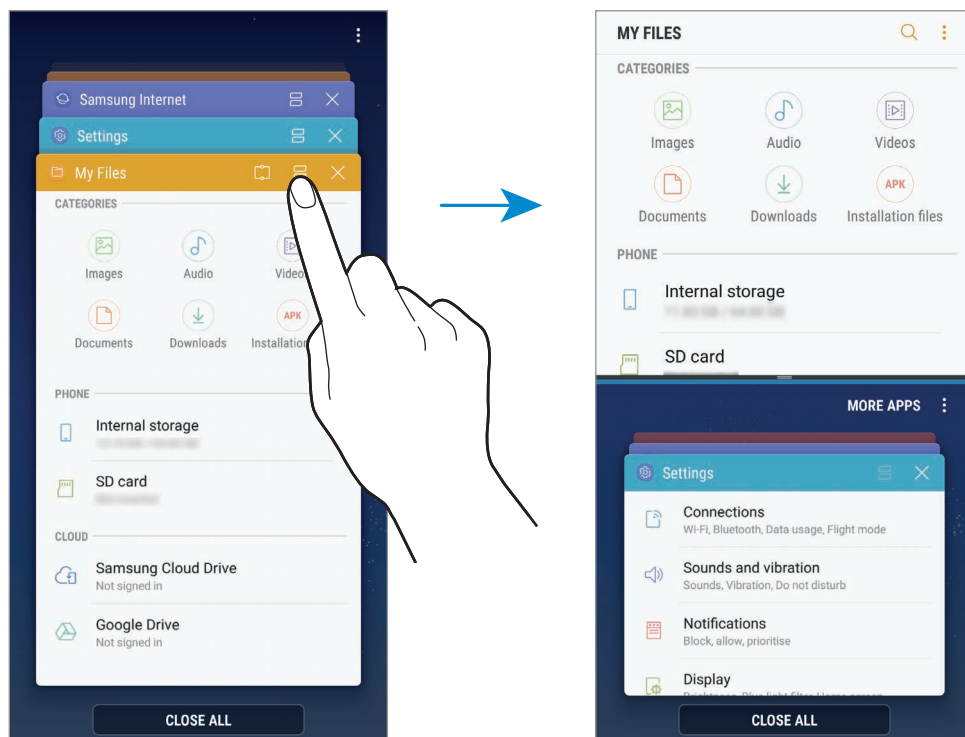 Samsung Internet
Settings
My Files
CATEGORIES
Images
Audio
Documents
Downloads
APK
PHONE
Internal storage
SD card
CLOUD
Samsung Cloud Drive
Not signed in
Google Drive
Not signed in
CLOSE ALL
MY FILES
CATEGORIES
Images
Audio
Videos
Documents
Downloads
APK
Installation files
PHONE
Internal storage
SD card
MORE APPS
Settings
Connections
Wi-Fi, Bluetooth, Data usage, Flight mode
Sounds and vibration
Sounds, Vibration, Do not disturb
Notifications
Block, allow, prioritise
Display
CLOSE ALL